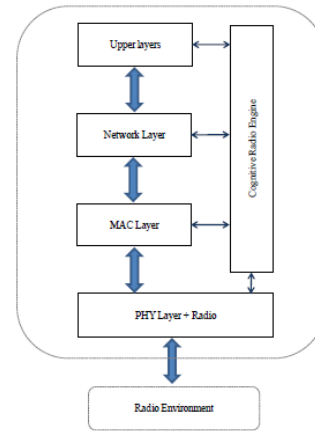 Upper layers
Network Layer
MAC Layer
PHY Layer + Radio
Cognitive Radio Engine
Radio Environment